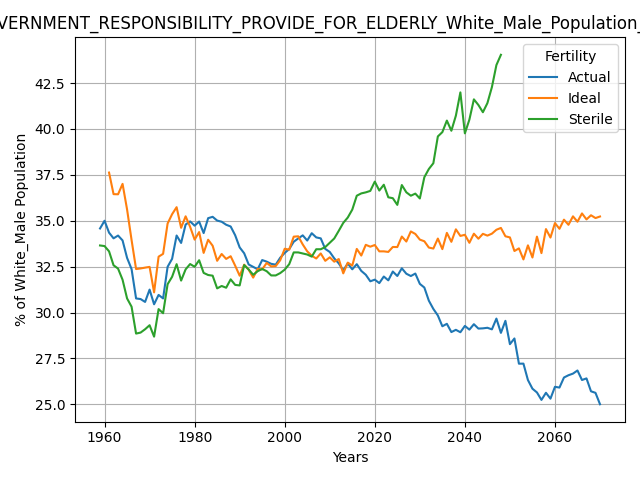 VERNMENT_RESPONSIBILITY_PROVIDE_FOR_ELDERLY_White_Male_Population_
Fertility
Actual
Ideal
Sterile
% of White_Male Population
42.5
40.0
37.5
35.0
32.5
30.0
27.5
25.0
1960 1980 2000 2020 2040 2060
Years